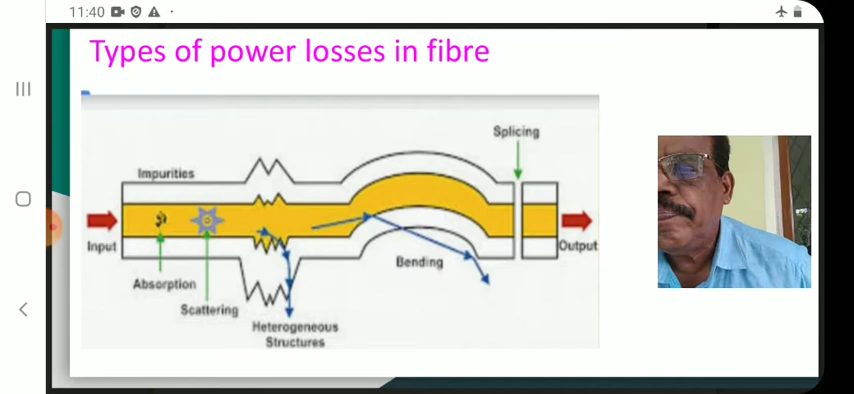 11:40
Types of power losses in fibre
Splicing
Impurities
Input
Output
Absorption
Bending
Scattering
Heterogeneous
Structures